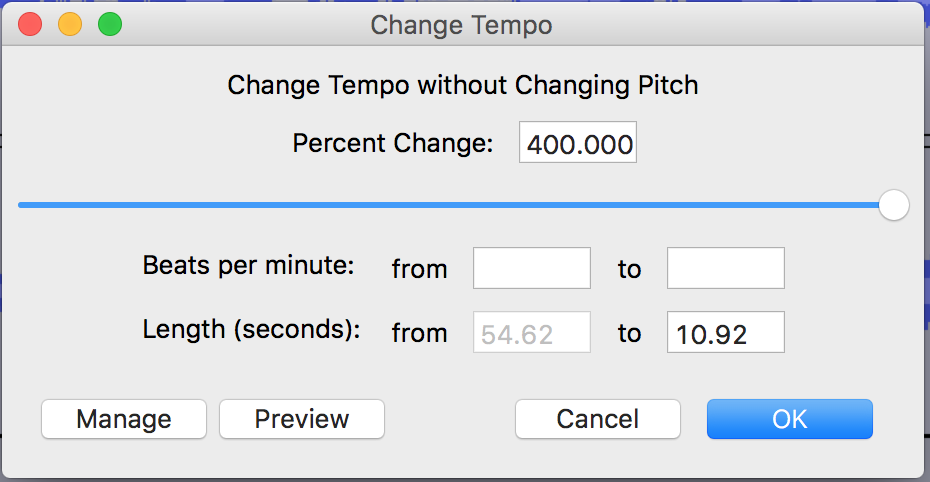 Change Tempo
Change Tempo without Changing Pitch
Percent Change: 400.000
Beats per minute: from to
Length (seconds): from 54.62 to 10.92
Manage Preview Cancel OK